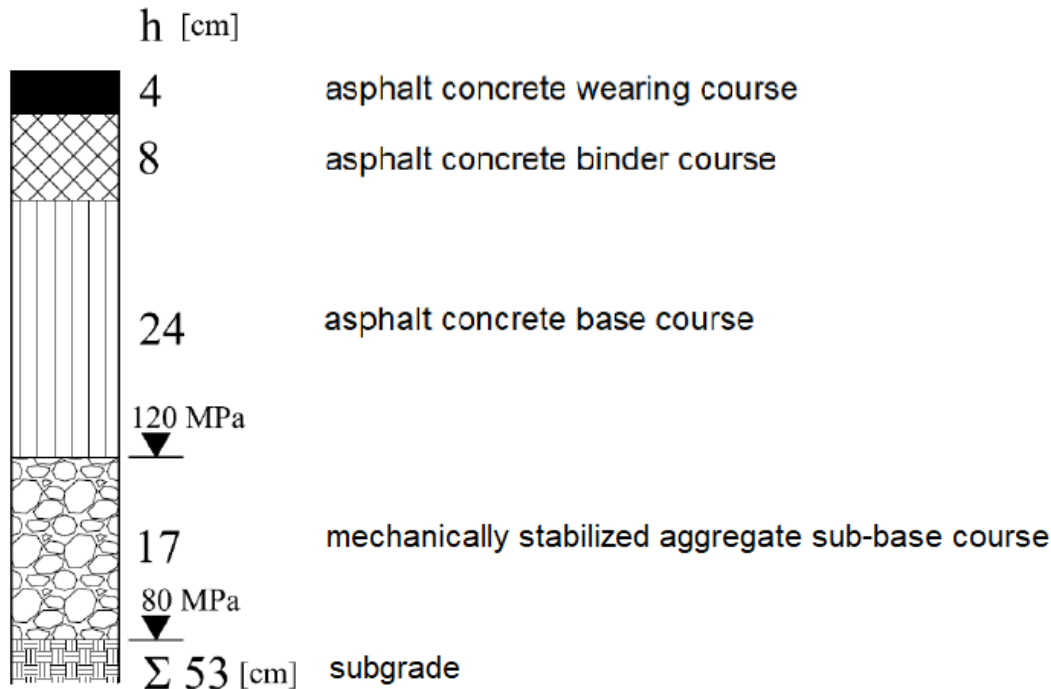 h [cm]
4 asphalt concrete wearing course
8 asphalt concrete binder course
24 asphalt concrete base course
120 MPa
17 mechanically stabilized aggregate sub-base course
80 MPa
Σ 53 [cm] subgrade